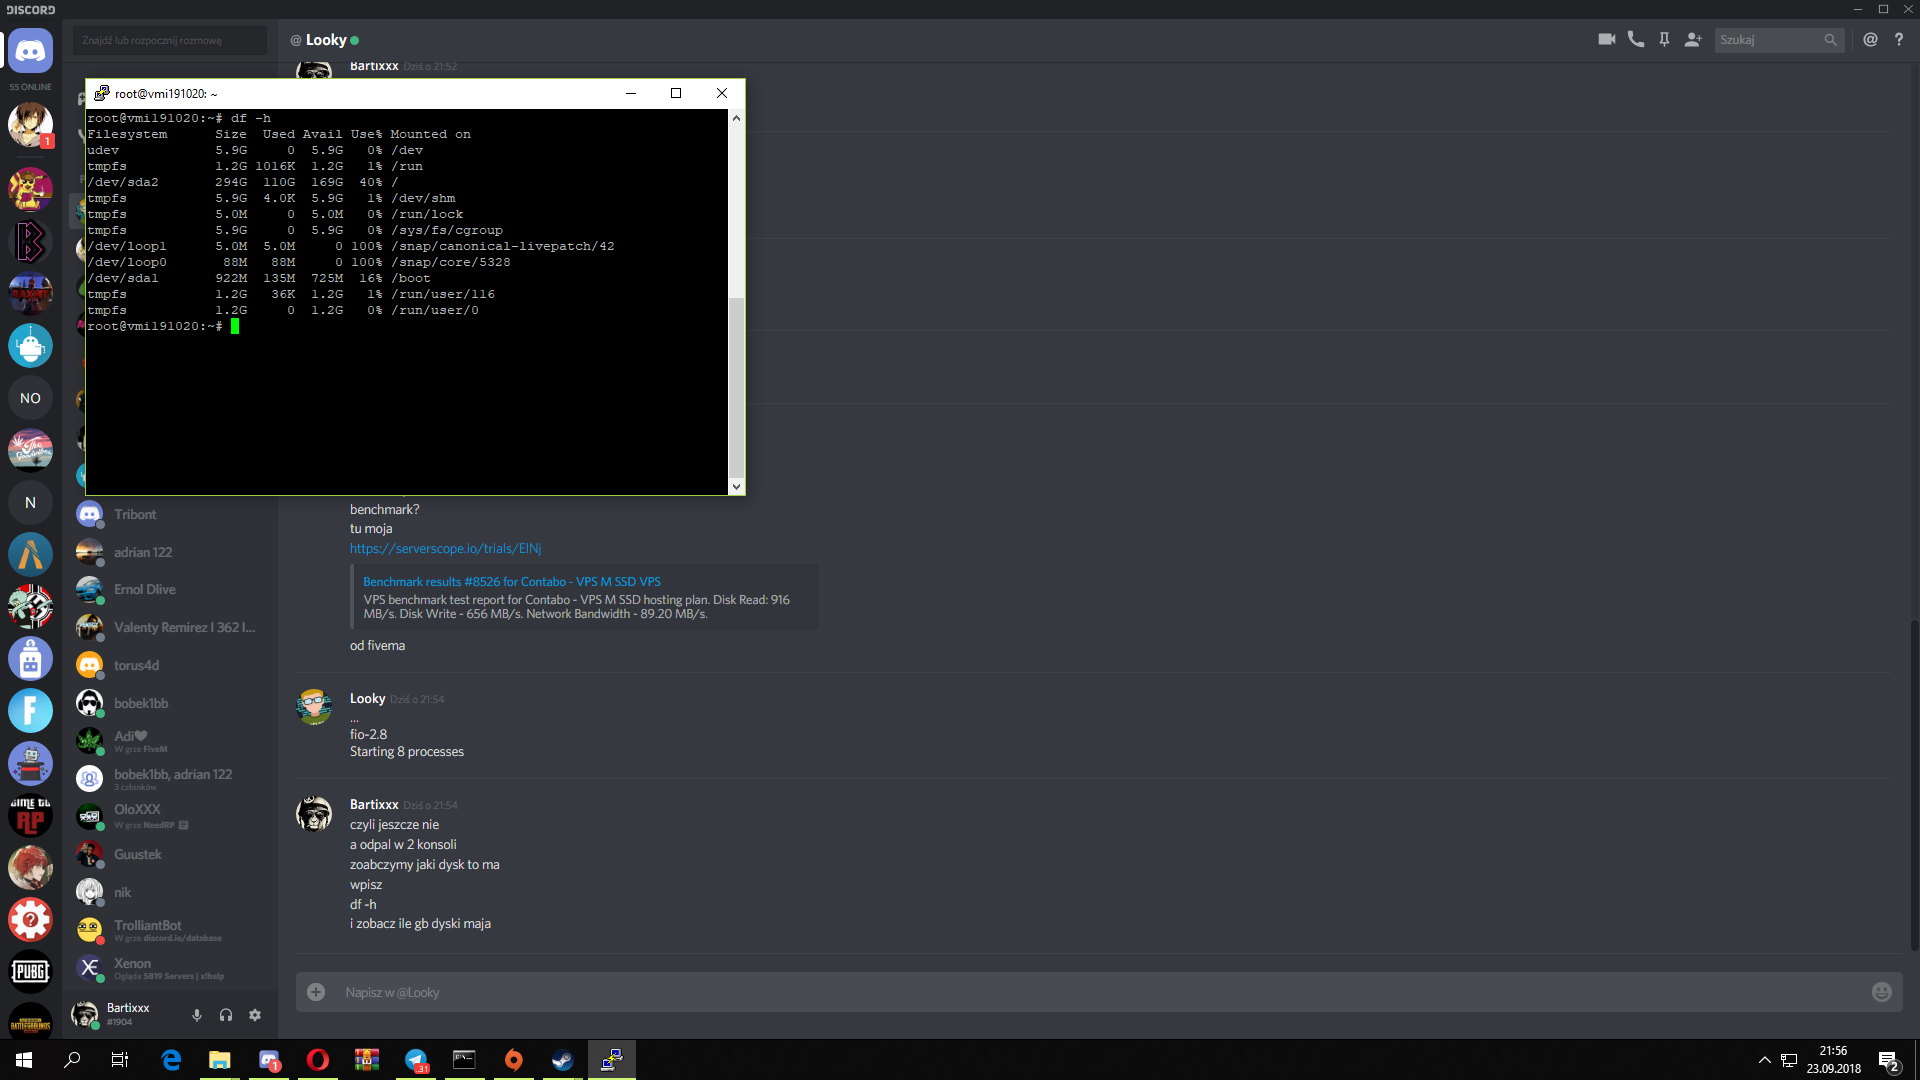 DISCORD
55 ONLINE
1
NO
N
Znajdź lub rozpocznij rozmowę
@ Looky
Szukaj
Bartixxx Dziś o 21:52
root@vmi191020: ~
root@vmi191020:~# df -h
Filesystem      Size  Used Avail Use% Mounted on
udev            5.9G     0  5.9G   0% /dev
tmpfs           1.2G 1016K  1.2G   1% /run
/dev/sda2       294G  110G  169G  40% /
tmpfs           5.9G  4.0K  5.9G   1% /dev/shm
tmpfs           5.0M     0  5.0M   0% /run/lock
tmpfs           5.9G     0  5.9G   0% /sys/fs/cgroup
/dev/loop1      5.0M  5.0M     0 100% /snap/canonical-livepatch/42
/dev/loop0       88M   88M     0 100% /snap/core/5328
/dev/sda1       922M  135M  725M  16% /boot
tmpfs           1.2G   36K  1.2G   1% /run/user/116
tmpfs           1.2G     0  1.2G   0% /run/user/0
root@vmi191020:~#
Tribont
adrian 122
Ernol Dlive
Valenty Remirez I 362 I...
torus4d
bobek1bb
Adi
W grze FiveM
bobek1bb, adrian 122
3 członków
OloXXX
W grze NeedRP
Guustek
nik
TrolliantBot
W grze discord.io/database
Xenon
Ogląda 5819 Servers | x!help
Bartixxx
#1904
benchmark?
tu moja
https://serverscope.io/trials/ElNj
Benchmark results #8526 for Contabo - VPS M SSD VPS
VPS benchmark test report for Contabo - VPS M SSD hosting plan. Disk Read: 916
MB/s. Disk Write - 656 MB/s. Network Bandwidth - 89.20 MB/s.
od fivema
Looky Dziś o 21:54
...
fio-2.8
Starting 8 processes
Bartixxx Dziś o 21:54
czyli jeszcze nie
a odpal w 2 konsoli
zoabczymy jaki dysk to ma
wpisz
df -h
i zobacz ile gb dyski maja
Napisz w @Looky
PUBG
1
31
21:56
23.09.2018
2